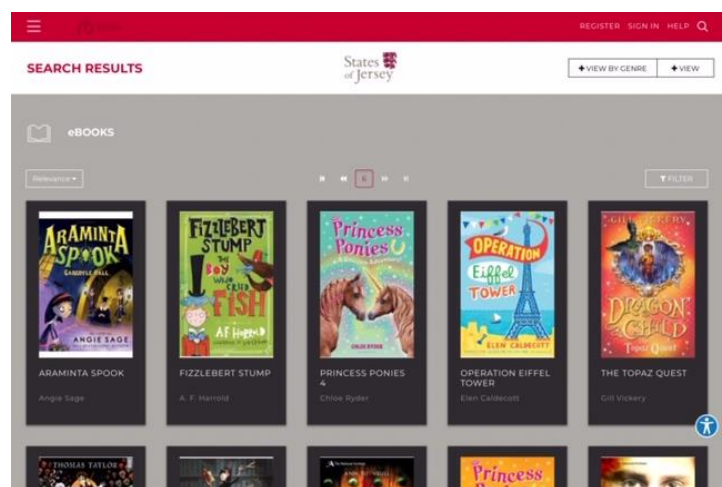 REGISTER SIGN IN HELP
SEARCH RESULTS
States
of Jersey
+VIEW BY GENRE
+VIEW
eBOOKS
Relevance
6
FILTER
ARAMINTA
SPOOK
GARGOYLE HALL
ANGIE SAGE
FIZZLEBERT
STUMP
THE
BOY
WHO
CRIED
FISH
A.F. HARROLD
Princess
Ponies
CHLOE RYDER
OPERATION
Eiffel
TOWER
ELEN CALDECOTT
GILL VICKERY
DRAGON
CHILD
Topaz Quest
ARAMINTA SPOOK
Angie Sage
FIZZLEBERT STUMP
A. F. Harrold
PRINCESS PONIES
4
Chloe Ryder
OPERATION EIFFEL
TOWER
Elen Caldecott
THE TOPAZ QUEST
Gill Vickery
THOMAS TAYLOR
Princess